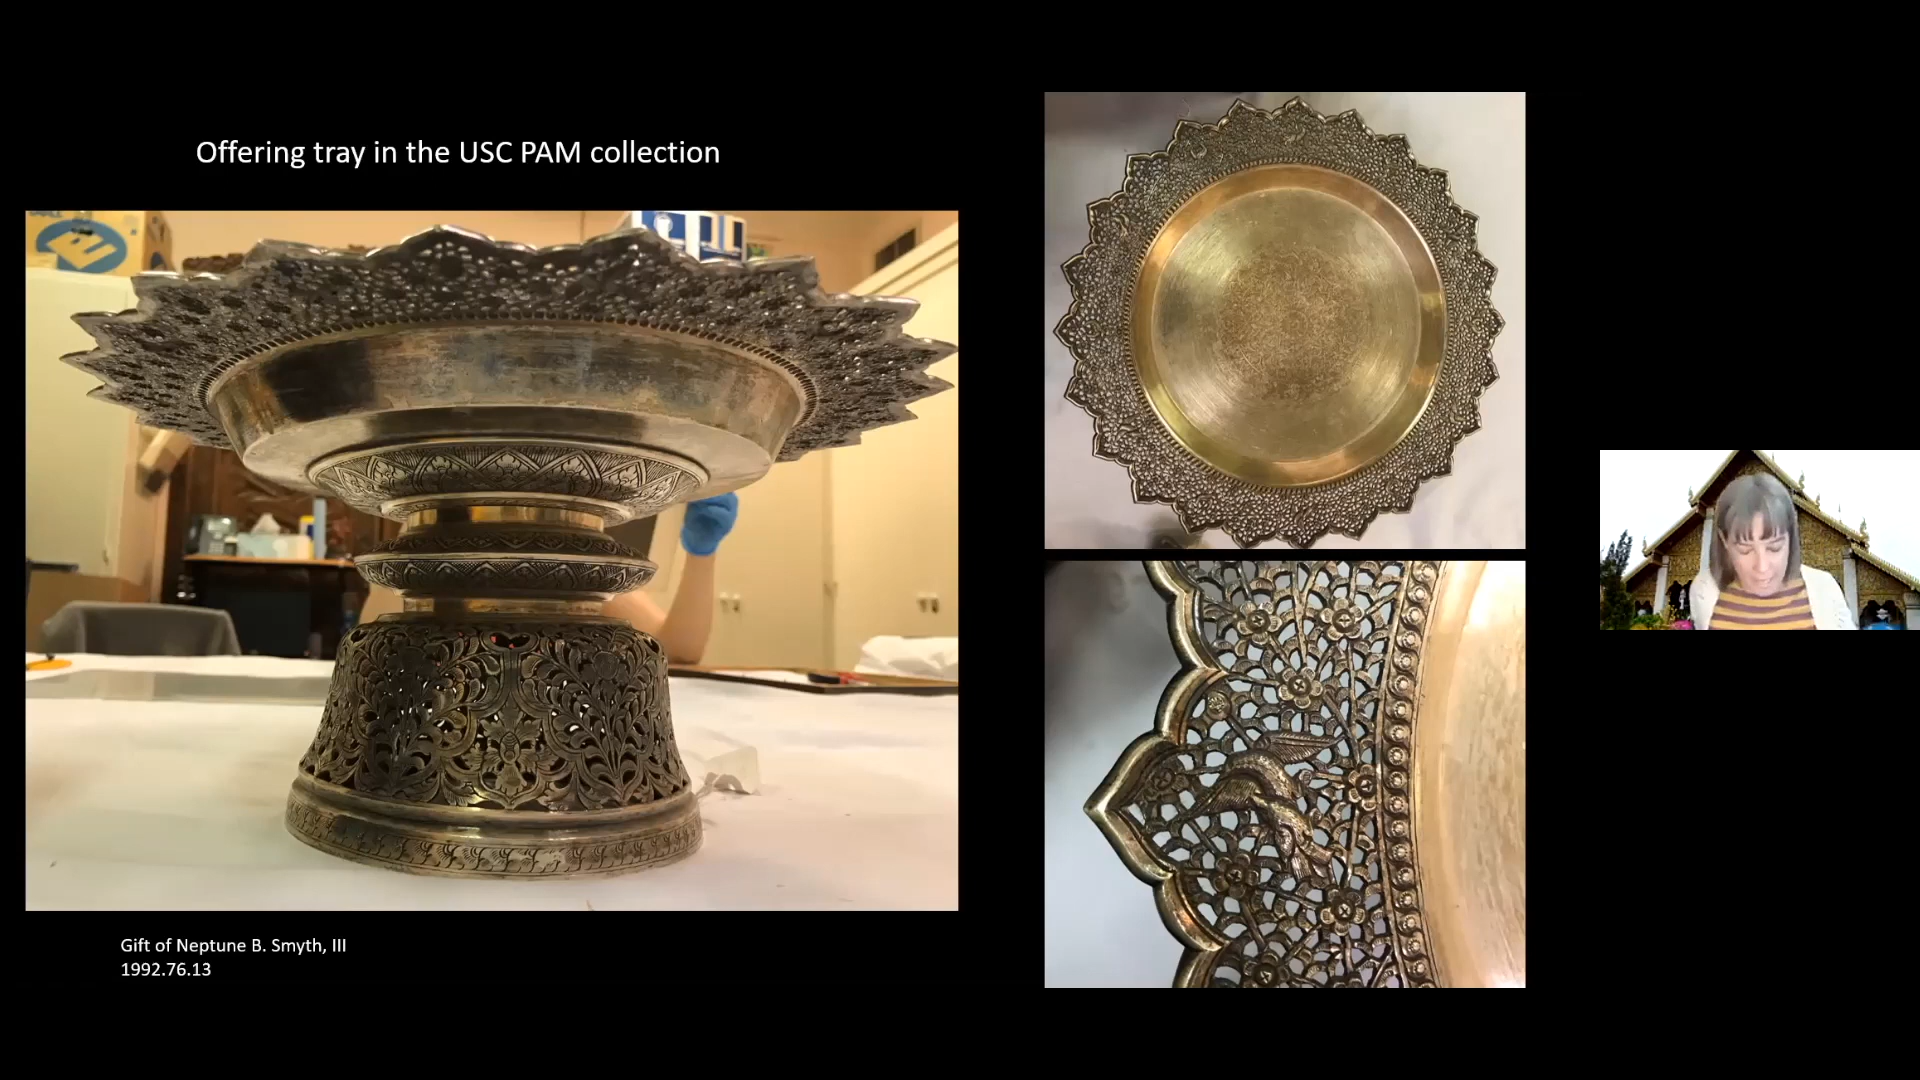 Offering tray in the USC PAM collection
Gift of Neptune B. Smyth, III
1992.76.13